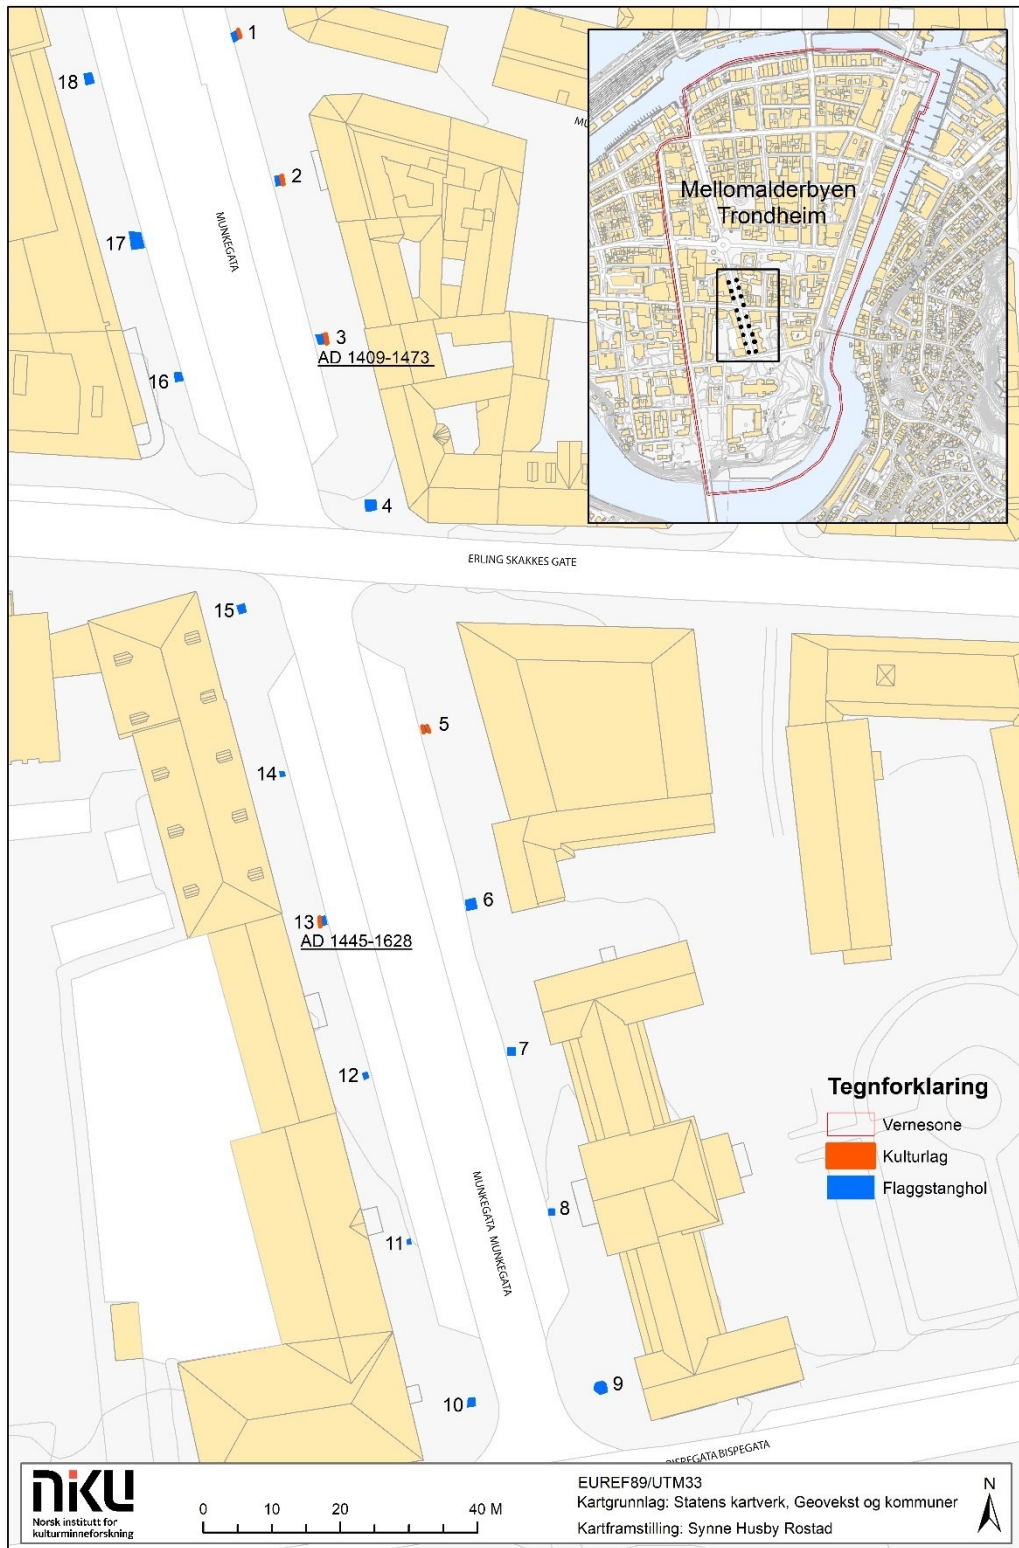 1
18
2
MUNKEGATA
17
3
AD 1409-1473
16
4
Mellomalderbyen
Trondheim
ERLING SKAKKES GATE
15
5
14
6
13
AD 1445-1628
7
12
Tegnforklaring
Vernesone
Kulturlag
Flaggstanghol
MUNKEGATA MUNKEGATA
8
11
9
10
BISPEGATA BISPEGATA
NIKU
Norsk institutt for
kulturminneforskning
0 10 20 40 M
EUREF89/UTM33
Kartgrunnlag: Statens kartverk, Geovekst og kommuner
Kartframstilling: Synne Husby Rostad
N